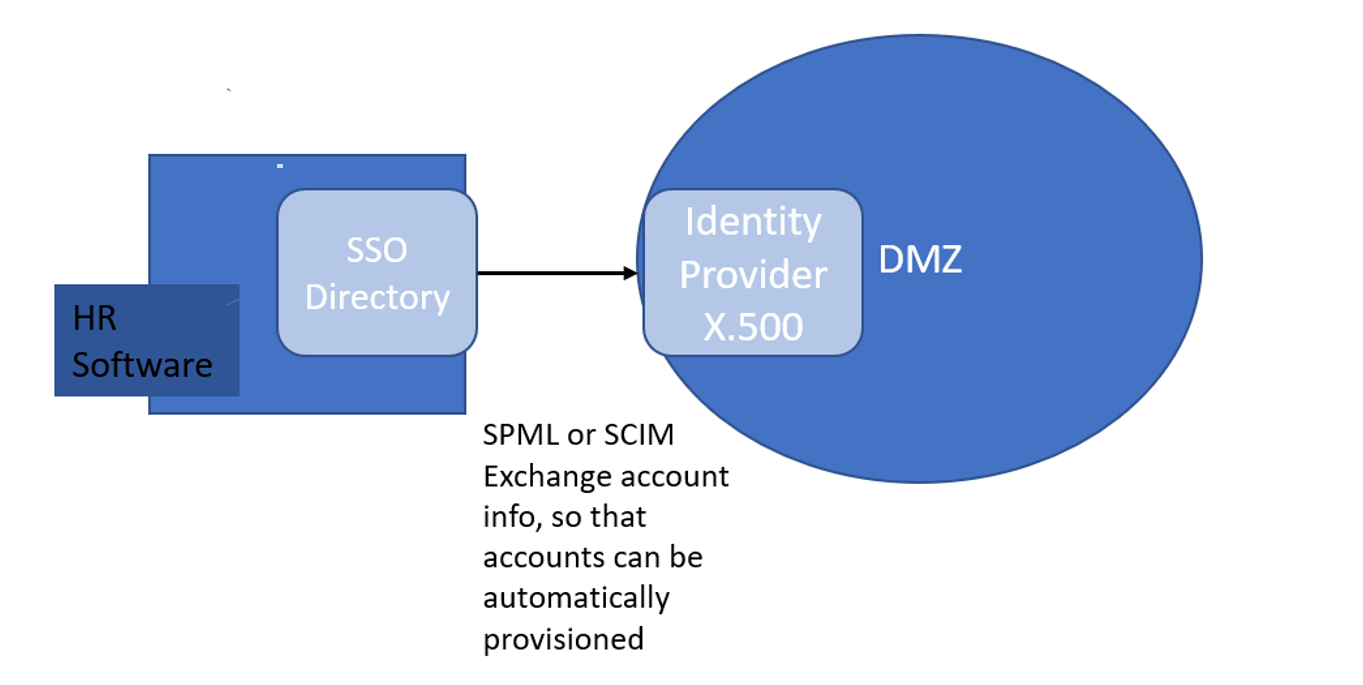 SSO
Directory
HR
Software
Identity
Provider
X.500
DMZ
SPML or SCIM
Exchange account
info, so that
accounts can be
automatically
provisioned